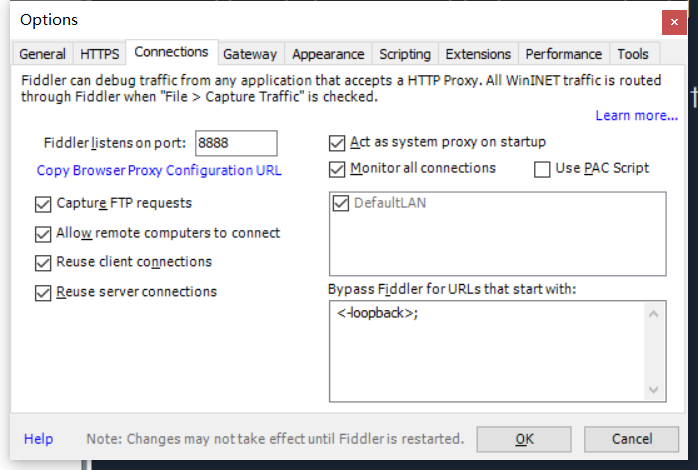 Options
General HTTPS Connections Gateway Appearance Scripting Extensions Performance Tools
Fiddler can debug traffic from any application that accepts a HTTP Proxy. All WinINET traffic is routed
through Fiddler when "File > Capture Traffic" is checked.
Learn more...
Fiddler listens on port: 8888
Copy Browser Proxy Configuration URL
Capture FTP requests
Allow remote computers to connect
Reuse client connections
Reuse server connections
Act as system proxy on startup
Monitor all connections Use PAC Script
DefaultLAN
Bypass Fiddler for URLs that start with:
<-loopback>;
Help Note: Changes may not take effect until Fiddler is restarted. OK Cancel